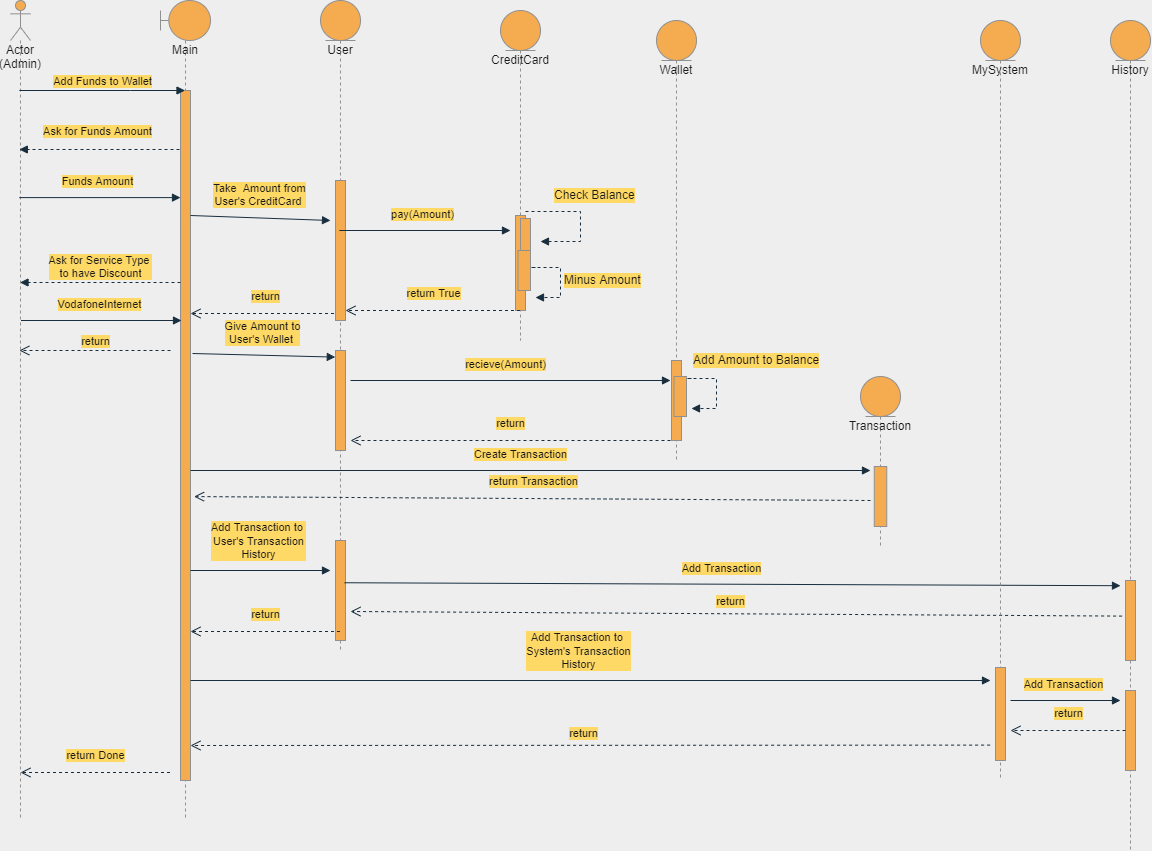 Actor
(Admin)
Main
User
CreditCard
Wallet
MySystem
History
Add Funds to Wallet
Ask for Funds Amount
Funds Amount
Take  Amount from
User's CreditCard
pay(Amount)
Check Balance
Ask for Service Type
to have Discount
Minus Amount
return
return True
VodafoneInternet
Give Amount to
User's Wallet
return
recieve(Amount)
Add Amount to Balance
Transaction
return
Create Transaction
return Transaction
Add Transaction to
User's Transaction
History
Add Transaction
return
return
Add Transaction to
System's Transaction
History
Add Transaction
return
return
return Done